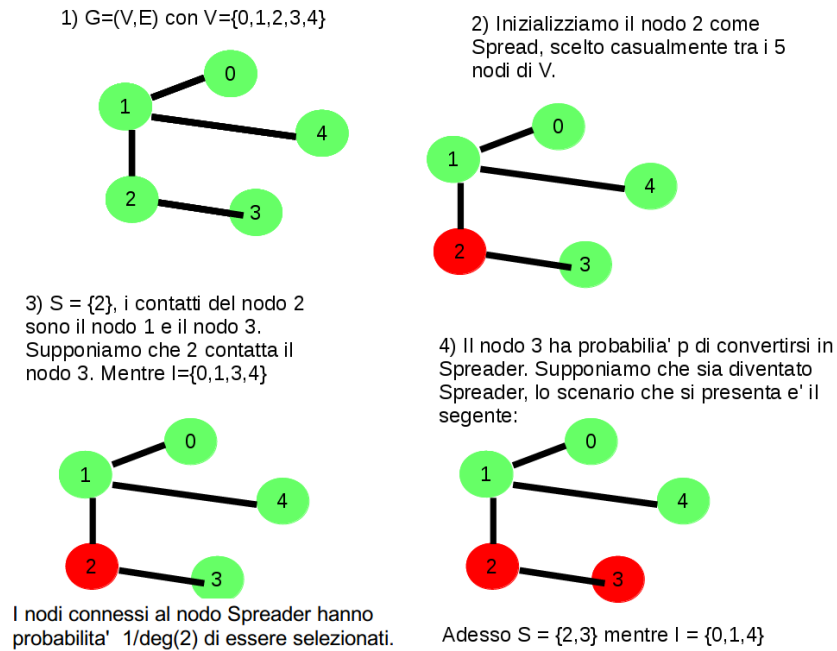 1) G=(V,E) con V={0,1,2,3,4}
0
1
4
2
3
2) Inizializziamo il nodo 2 come
Spread, scelto casualmente tra i 5
nodi di V.
0
1
4
2
3
3) S = {2}, i contatti del nodo 2
sono il nodo 1 e il nodo 3.
Supponiamo che 2 contatta il
nodo 3. Mentre I={0,1,3,4}
0
1
4
2
3
I nodi connessi al nodo Spreader hanno
probabilita' 1/deg(2) di essere selezionati.
4) Il nodo 3 ha probabilia' p di convertirsi in
Spreader. Supponiamo che sia diventato
Spreader, lo scenario che si presenta e' il
segente:
0
1
4
2
3
Adesso S = {2,3} mentre I = {0,1,4}